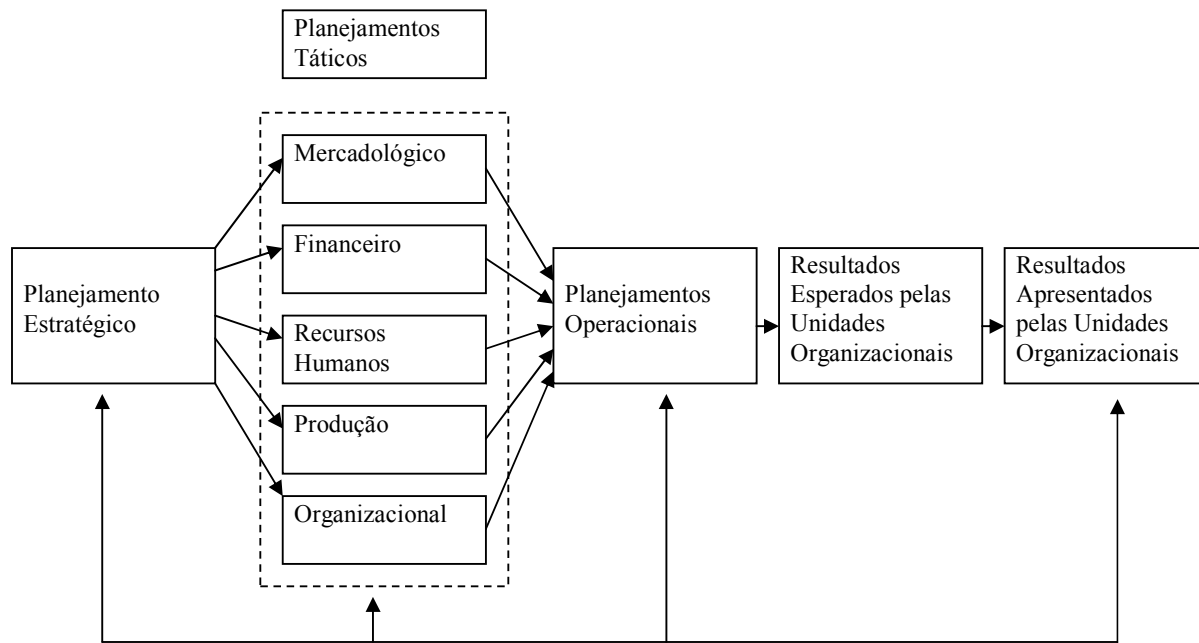 Planejamentos
Táticos
Mercadológico
Financeiro
Recursos
Humanos
Produção
Organizacional
Planejamento
Estratégico
Planejamentos
Operacionais
Resultados
Esperados pelas
Unidades
Organizacionais
Resultados
Apresentados
pelas Unidades
Organizacionais